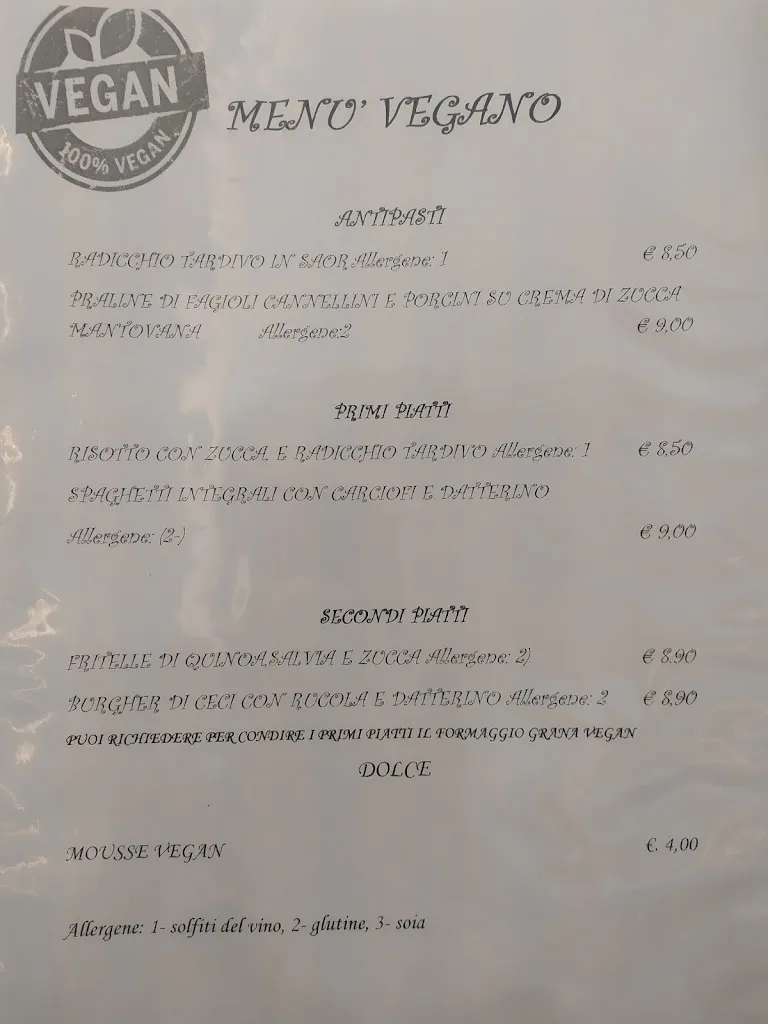 VEGAN
100% VEGAN
MENU' VEGANO
ANTIPASTI
RADICCHIO TARDIVO IN SAOR Allergene: 1 € 8,50
PRALINE DI FAGIOLI CANNELLINI E PORCINI SU CREMA DI ZUCCA
MANTOVANA Allergene:2 € 9,00
PRIMI PIATTI
RISOTTO CON ZUCCA E RADICCHIO TARDIVO Allergene: 1 € 8,50
SPAGHETTI INTEGRALI CON CARCIOFI E DATTERINO
Allergene: (2-) € 9,00
SECONDI PIATTI
FRITELLE DI QUINOA,SALVIA E ZUCCA Allergene: 2) € 8.90
BURGHER DI CECI CON RUCOLA E DATTERINO Allergene: 2 € 8,90
PUOI RICHIEDERE PER CONDIRE I PRIMI PIATTI IL FORMAGGIO GRANA VEGAN
DOLCE
MOUSSE VEGAN €. 4,00
Allergene: 1- solfiti del vino, 2- glutine, 3- soia